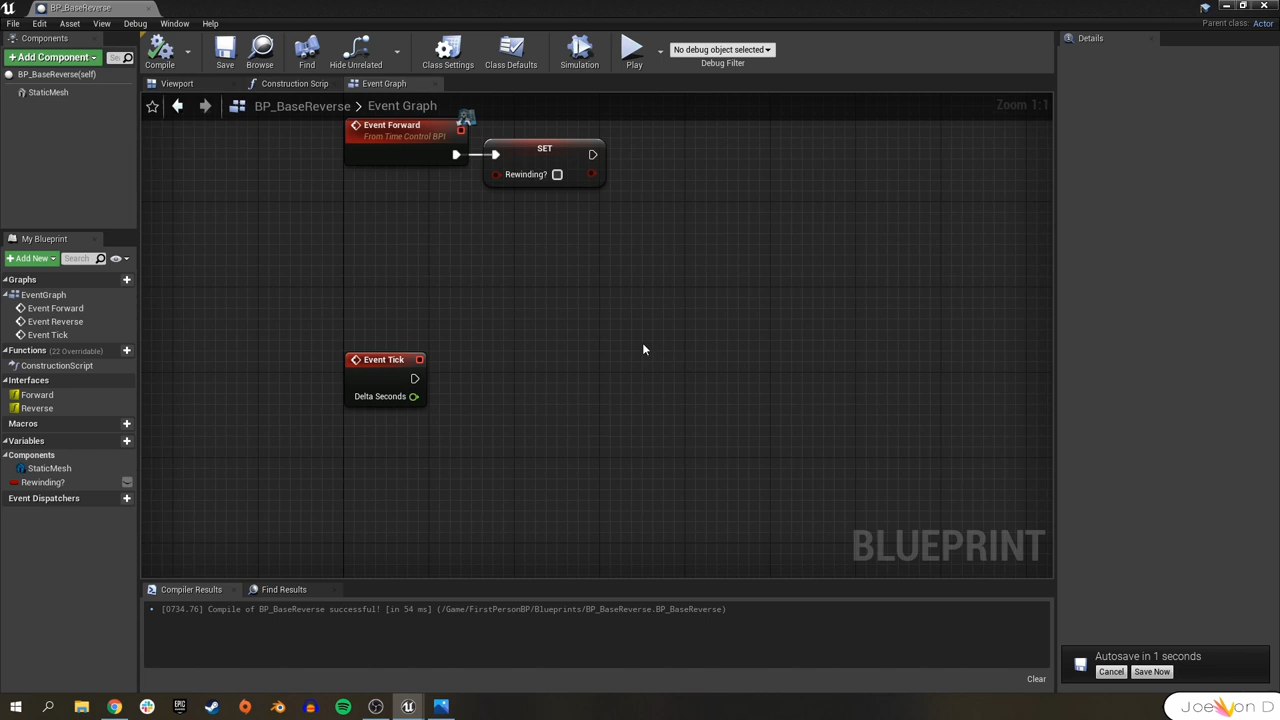 BP_BaseReverse
File Edit Asset View Debug Window Help
Parent class: Actor
Components
Add Component
BP_BaseReverse(self)
StaticMesh
Compile
Save
Browse
Find
Hide Unrelated
Class Settings
Class Defaults
Simulation
Play
No debug object selected
Debug Filter
Details
Viewport
Construction Scrip
Event Graph
BP_BaseReverse > Event Graph
Zoom 1:1
Event Forward
From Time Control BPI
SET
Rewinding?
Event Tick
Delta Seconds
BLUEPRINT
My Blueprint
+ Add New
Search
Graphs
EventGraph
Event Forward
Event Reverse
Event Tick
Functions (22 Overridable)
ConstructionScript
Interfaces
Forward
Reverse
Macros
Variables
Components
StaticMesh
Rewinding?
Event Dispatchers
Compiler Results
Find Results
[0734.76] Compile of BP_BaseReverse successful! [in 54 ms] (/Game/FirstPersonBP/Blueprints/BP_BaseReverse.BP_BaseReverse)
Clear
Autosave in 1 seconds
Cancel
Save Now